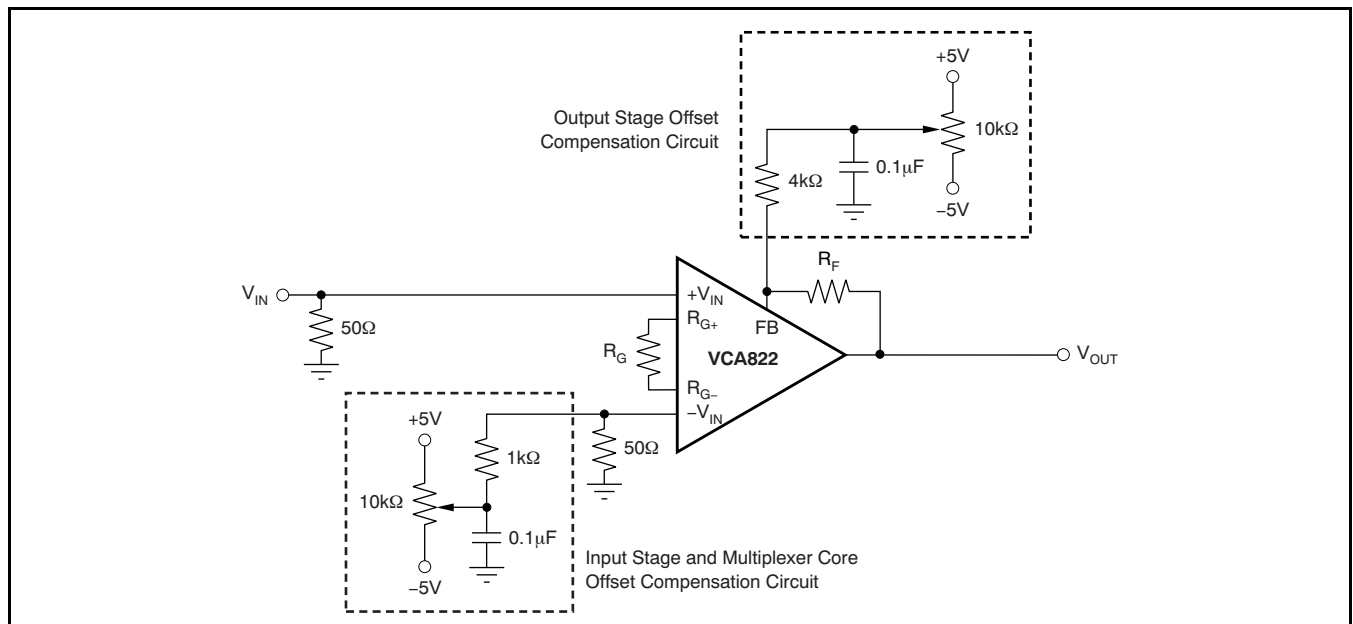 +5V
Output Stage Offset
Compensation Circuit
10kΩ
0.1μF
4kΩ
−5V
R_F
V_IN
+V_IN
FB
R_G+
50Ω
R_G
VCA822
V_OUT
R_G−
−V_IN
+5V
1kΩ
50Ω
10kΩ
0.1μF
−5V
Input Stage and Multiplexer Core
Offset Compensation Circuit